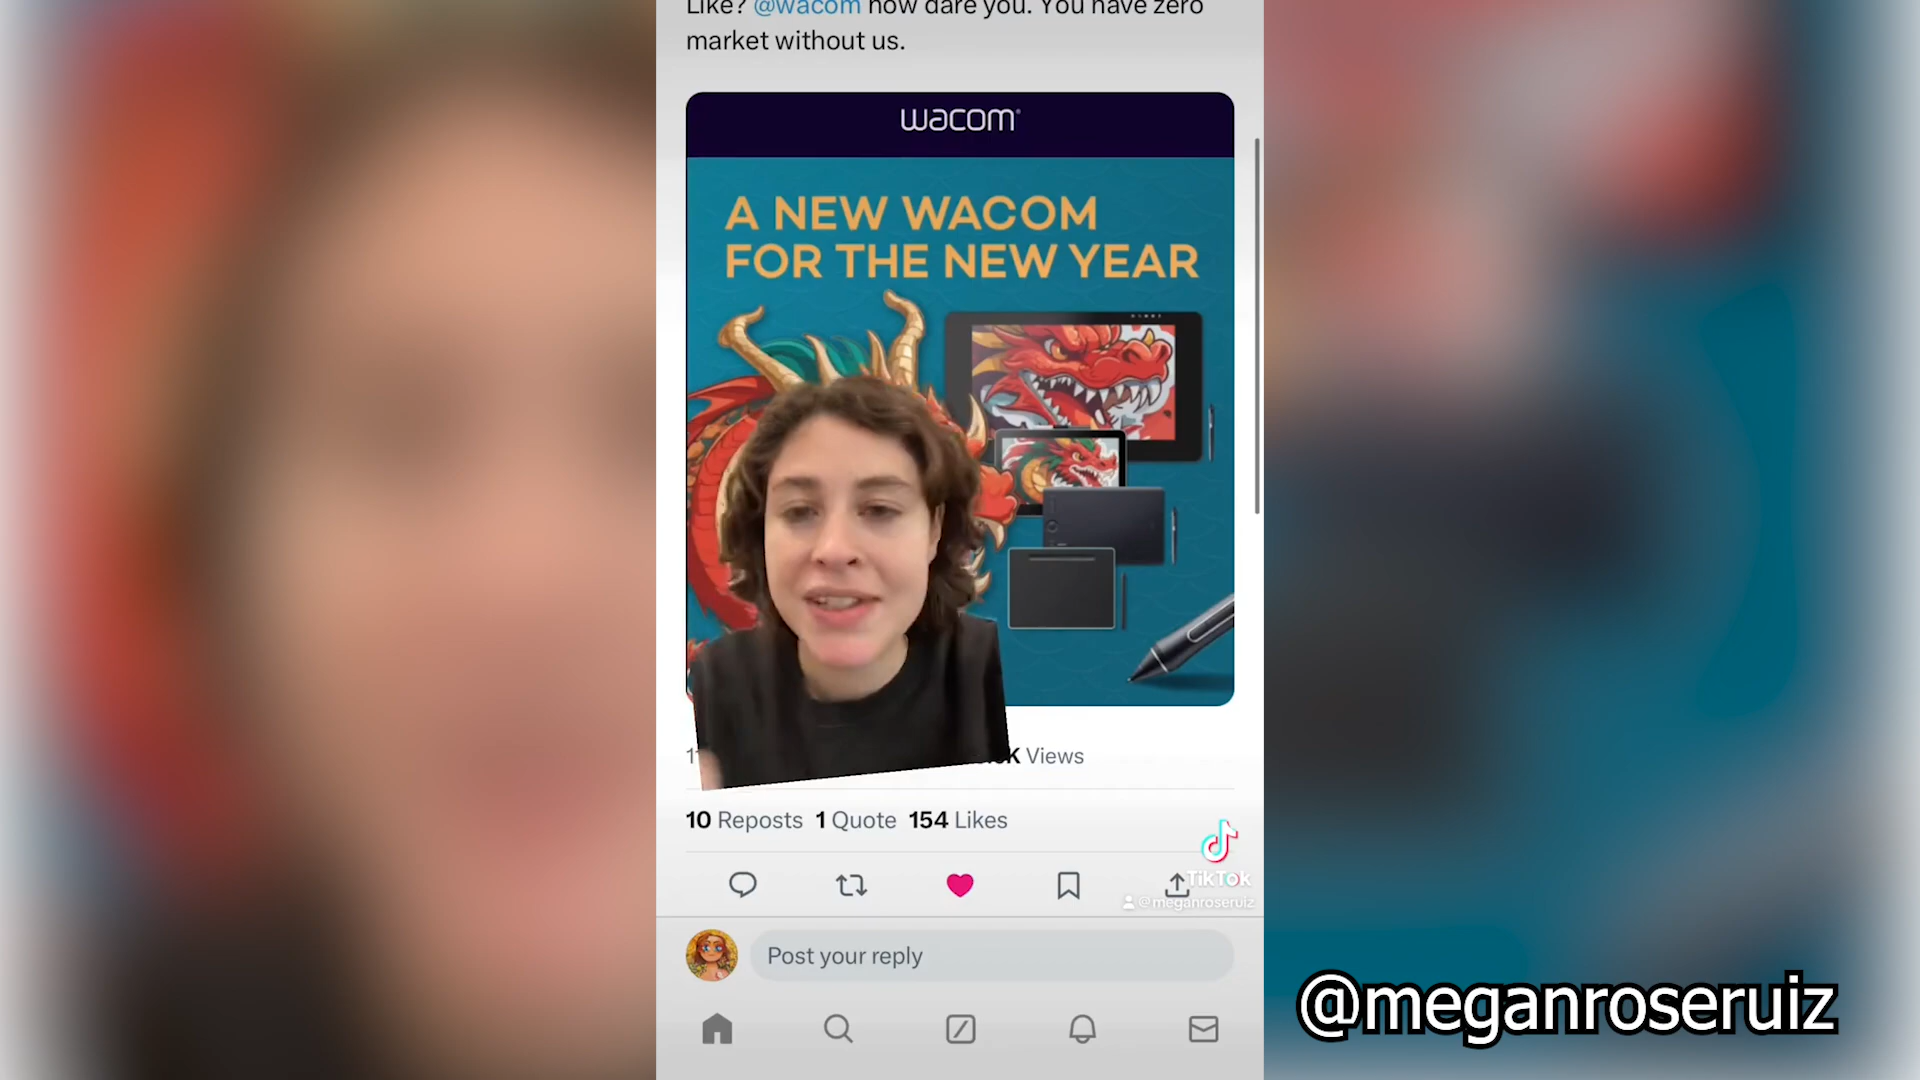 Like? @wacom how dare you. You have zero
market without us.
wacom
A NEW WACOM
FOR THE NEW YEAR
K Views
10 Reposts 1 Quote 154 Likes
TikTok
@meganroseruiz
Post your reply
@meganroseruiz